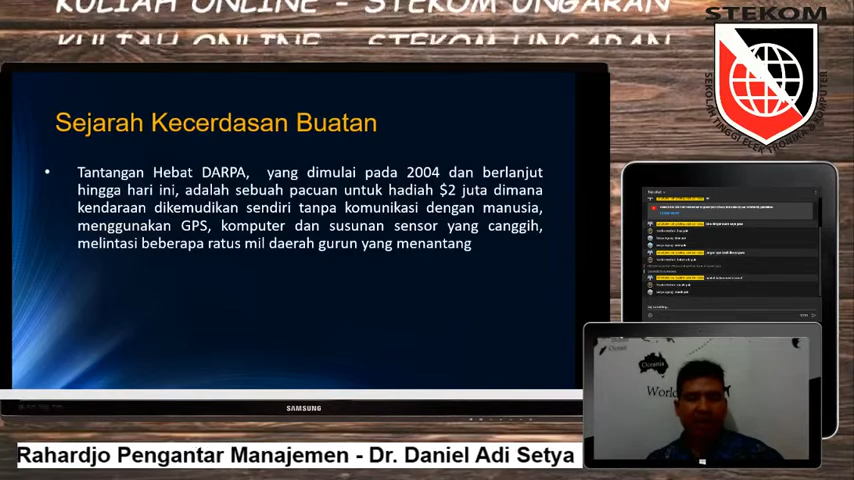 KULIAH ONLINE - STEKOM UNGARAN
KULIAH ONLINE - STEKOM UNGARAN
STEKOM
SEKOLAH TINGGI ELEKTRONIKA & KOMPUTER
Sejarah Kecerdasan Buatan
• Tantangan Hebat DARPA, yang dimulai pada 2004 dan berlanjut
hingga hari ini, adalah sebuah pacuan untuk hadiah $2 juta dimana
kendaraan dikemudikan sendiri tanpa komunikasi dengan manusia,
menggunakan GPS, komputer dan susunan sensor yang canggih,
melintasi beberapa ratus mil daerah gurun yang menantang
SAMSUNG
Oceania
World
Rahardjo Pengantar Manajemen - Dr. Daniel Adi Setya